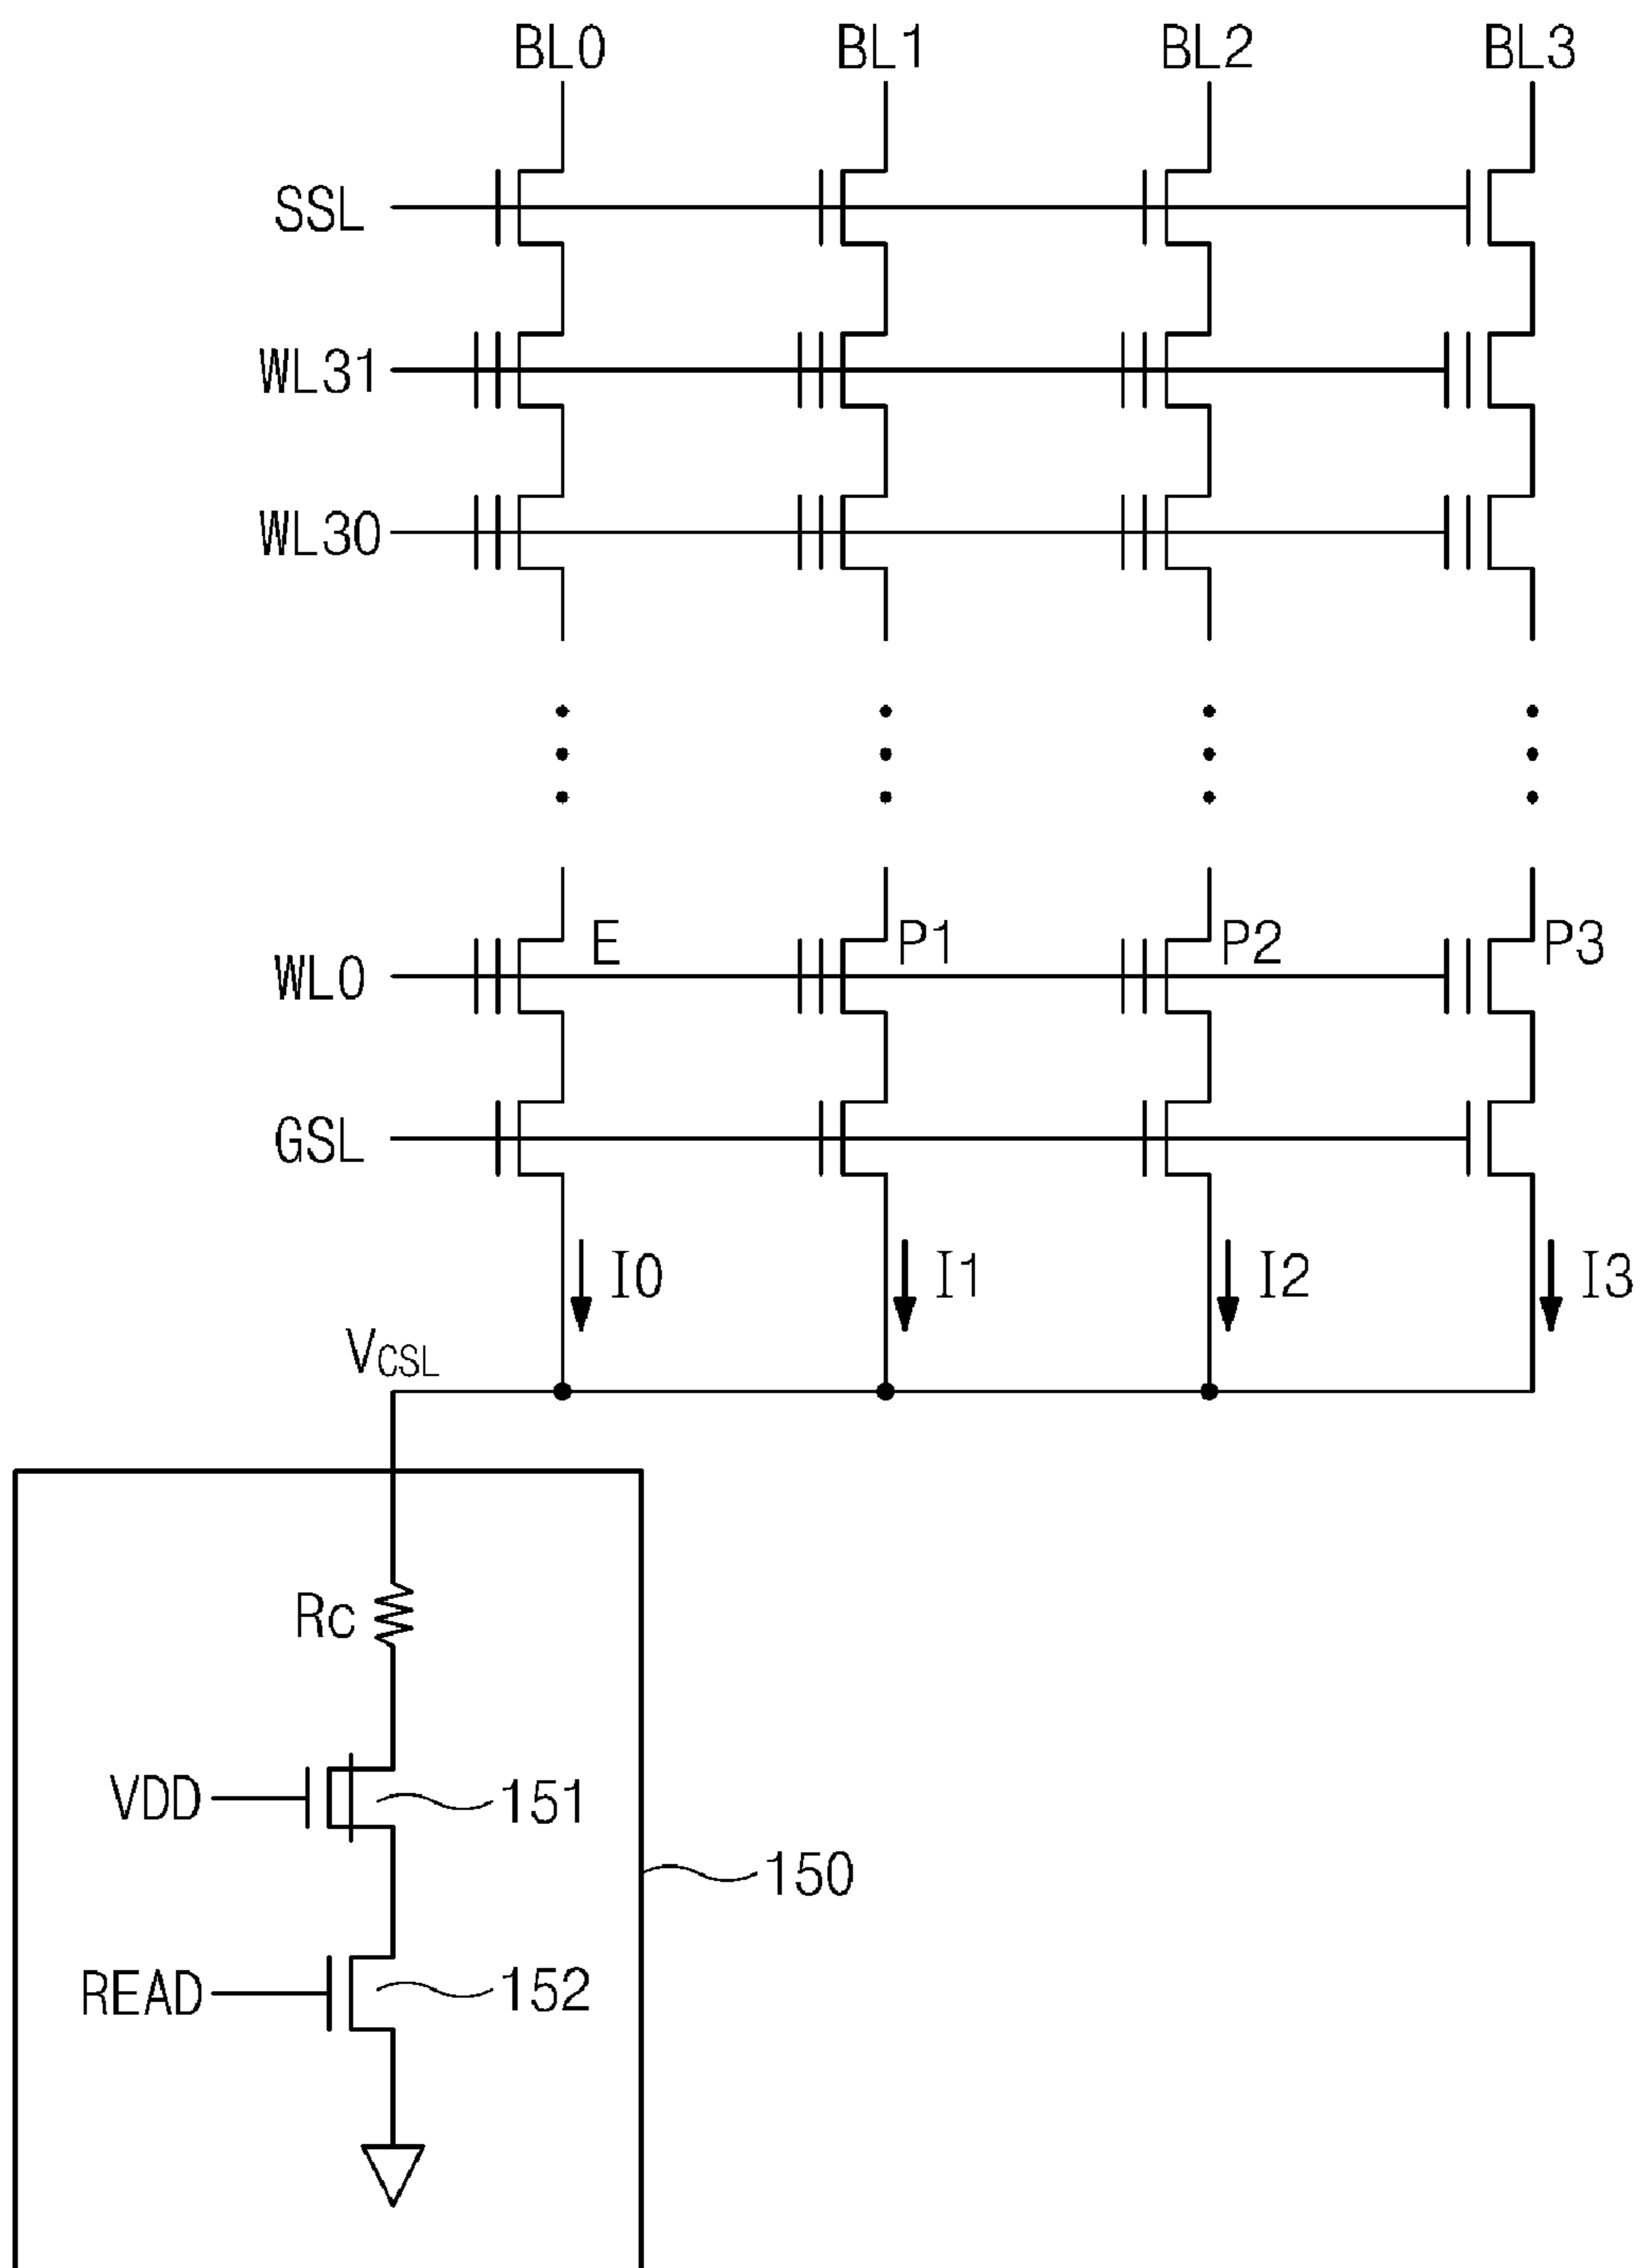 BL0 BL1 BL2 BL3
SSL
WL31
WL30
E P1 P2 P3
WL0
GSL
I0 I1 I2 I3
VCSL
RC
VDD
151
150
READ
152